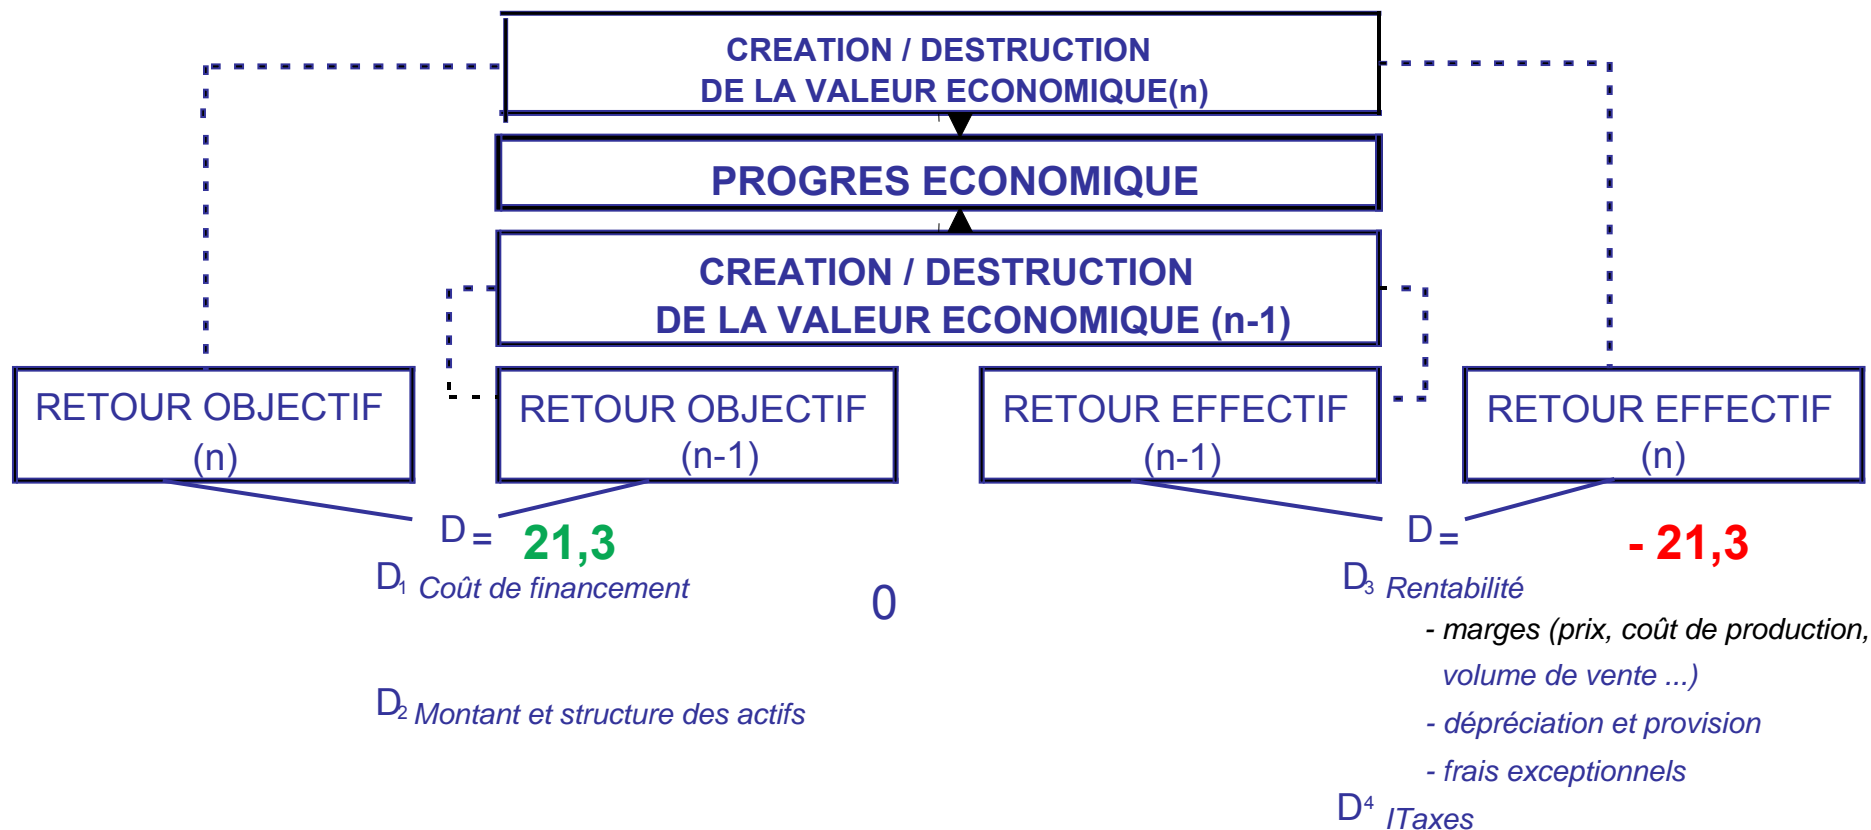 CREATION / DESTRUCTION
DE LA VALEUR ECONOMIQUE(n)
PROGRES ECONOMIQUE
CREATION / DESTRUCTION
DE LA VALEUR ECONOMIQUE (n-1)
RETOUR OBJECTIF
(n)
RETOUR OBJECTIF
(n-1)
RETOUR EFFECTIF
(n-1)
RETOUR EFFECTIF
(n)
D = 21,3
D1 Coût de financement
0
D2 Montant et structure des actifs
D = - 21,3
D3 Rentabilité
- marges (prix, coût de production,
volume de vente ...)
- dépréciation et provision
- frais exceptionnels
D4 ITaxes